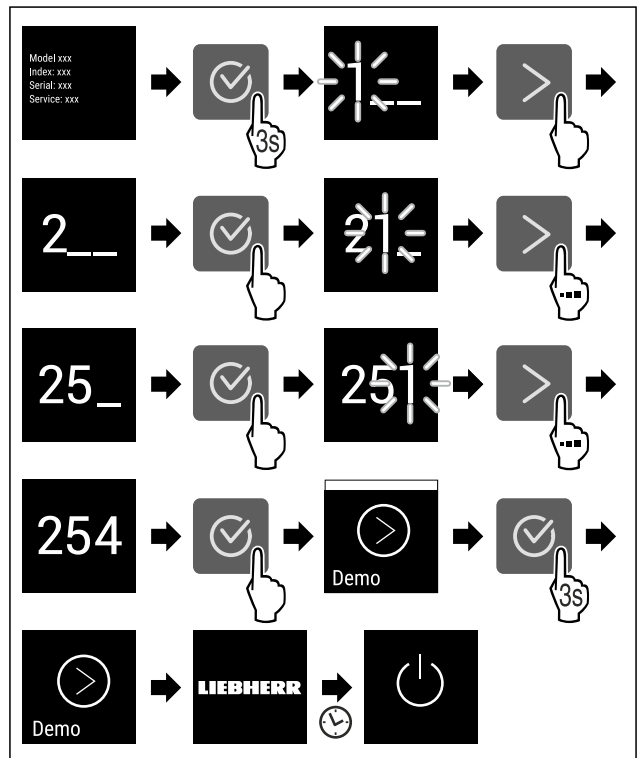 Model xxx
Index: xxx
Serial: xxx
Service: xxx
3s
1__
2__
21_
25_
251
254
Demo
3s
Demo
LIEBHERR